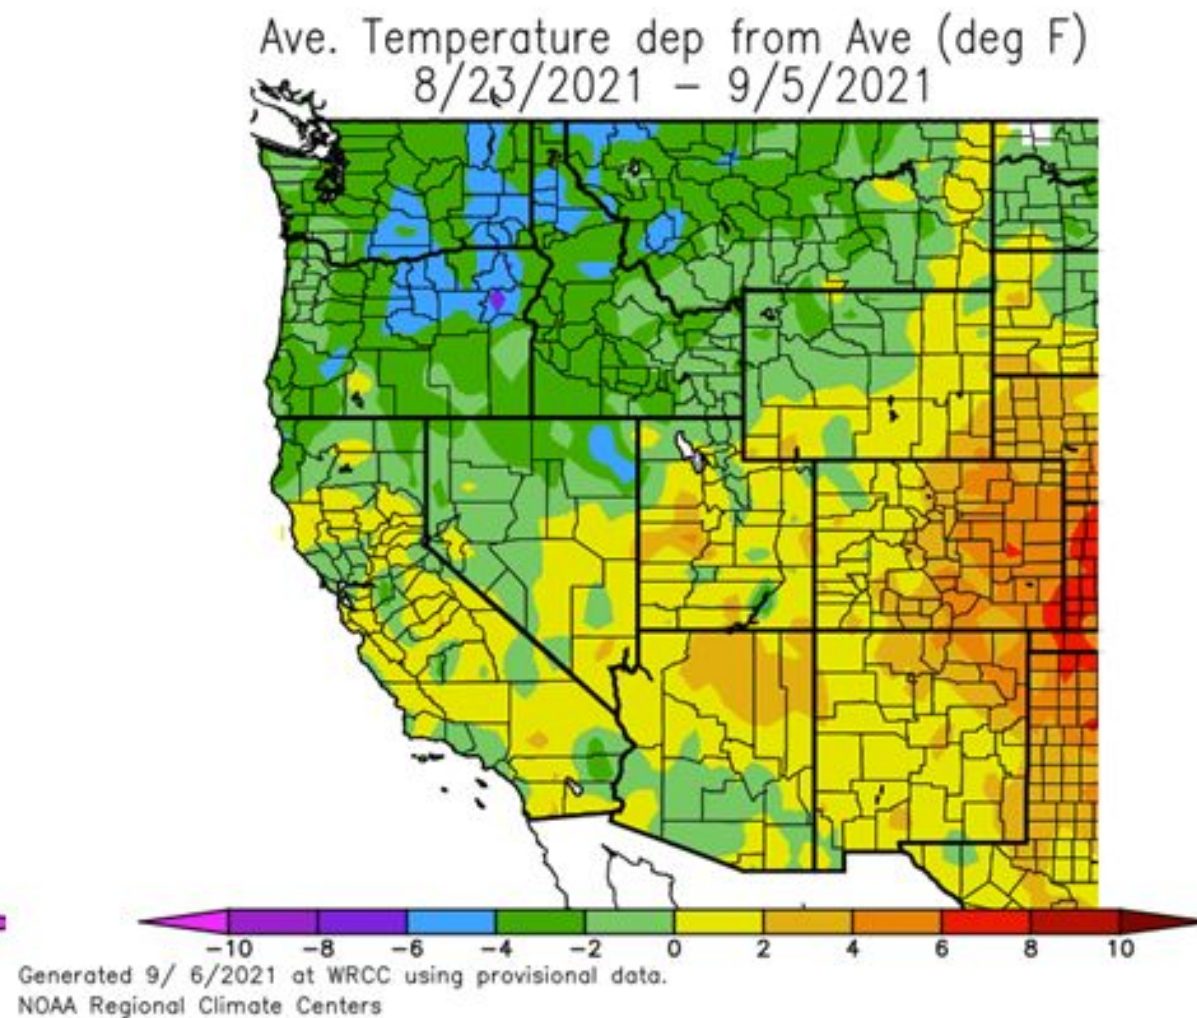 Ave. Temperature dep from Ave (deg F)
8/23/2021 – 9/5/2021
-10 -8 -6 -4 -2 0 2 4 6 8 10
Generated 9/ 6/2021 at WRCC using provisional data.
NOAA Regional Climate Centers